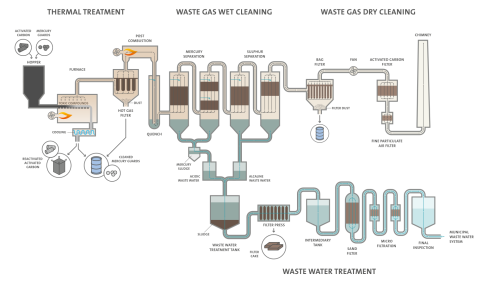 THERMAL TREATMENT
WASTE GAS WET CLEANING
WASTE GAS DRY CLEANING
ACTIVATED
CARBON
MERCURY
GUARDS
HOPPER
FURNACE
POST
COMBUSTION
MERCURY
SEPARATION
SULPHUR
SEPARATION
BAG
FILTER
FAN
ACTIVATED CARBON
FILTER
CHIMNEY
DUST
HOT GAS
FILTER
QUENCH
FILTER DUST
FINE PARTICULATE
AIR FILTER
COOLING
REACTIVATED
ACTIVATED
CARBON
CLEANED
MERCURY GUARDS
MERCURY
SLUDGE
ACIDIC
WASTE WATER
ALKALINE
WASTE WATER
SLUDGE
WASTE WATER
TREATMENT TANK
FILTER PRESS
FILTER
CAKE
INTERMEDIARY
TANK
SAND
FILTER
MICRO
FILTRATION
FINAL
INSPECTION
MUNICIPAL
WASTE WATER
SYSTEM
WASTE WATER TREATMENT